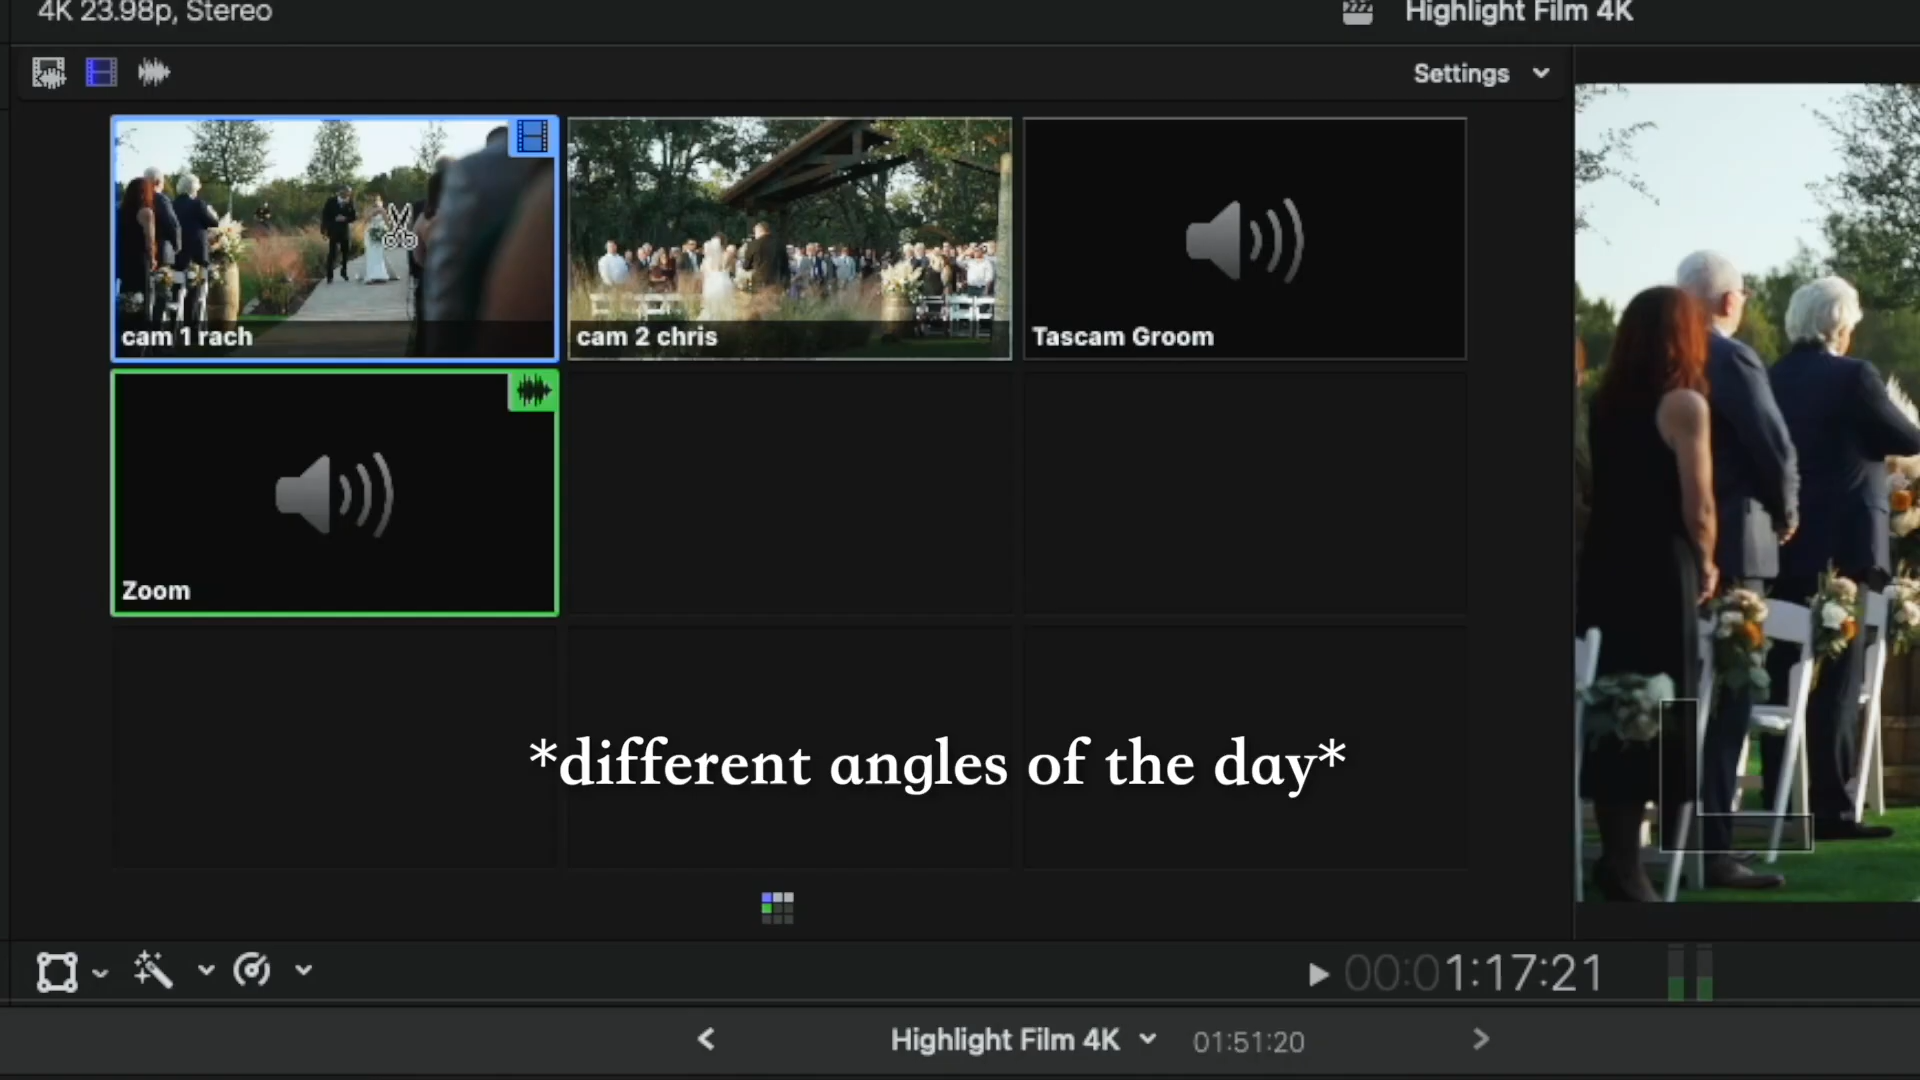 4K 23.98p, Stereo
Highlight Film 4K
Settings
cam 1 rach
cam 2 chris
Tascam Groom
Zoom
*different angles of the day*
00:01:17:21
Highlight Film 4K
01:51:20